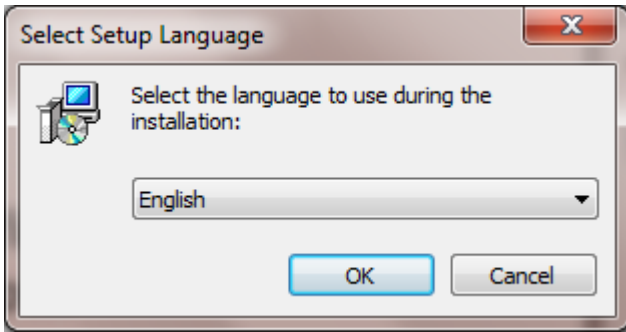 Select Setup Language
Select the language to use during the
installation:
English
OK
Cancel